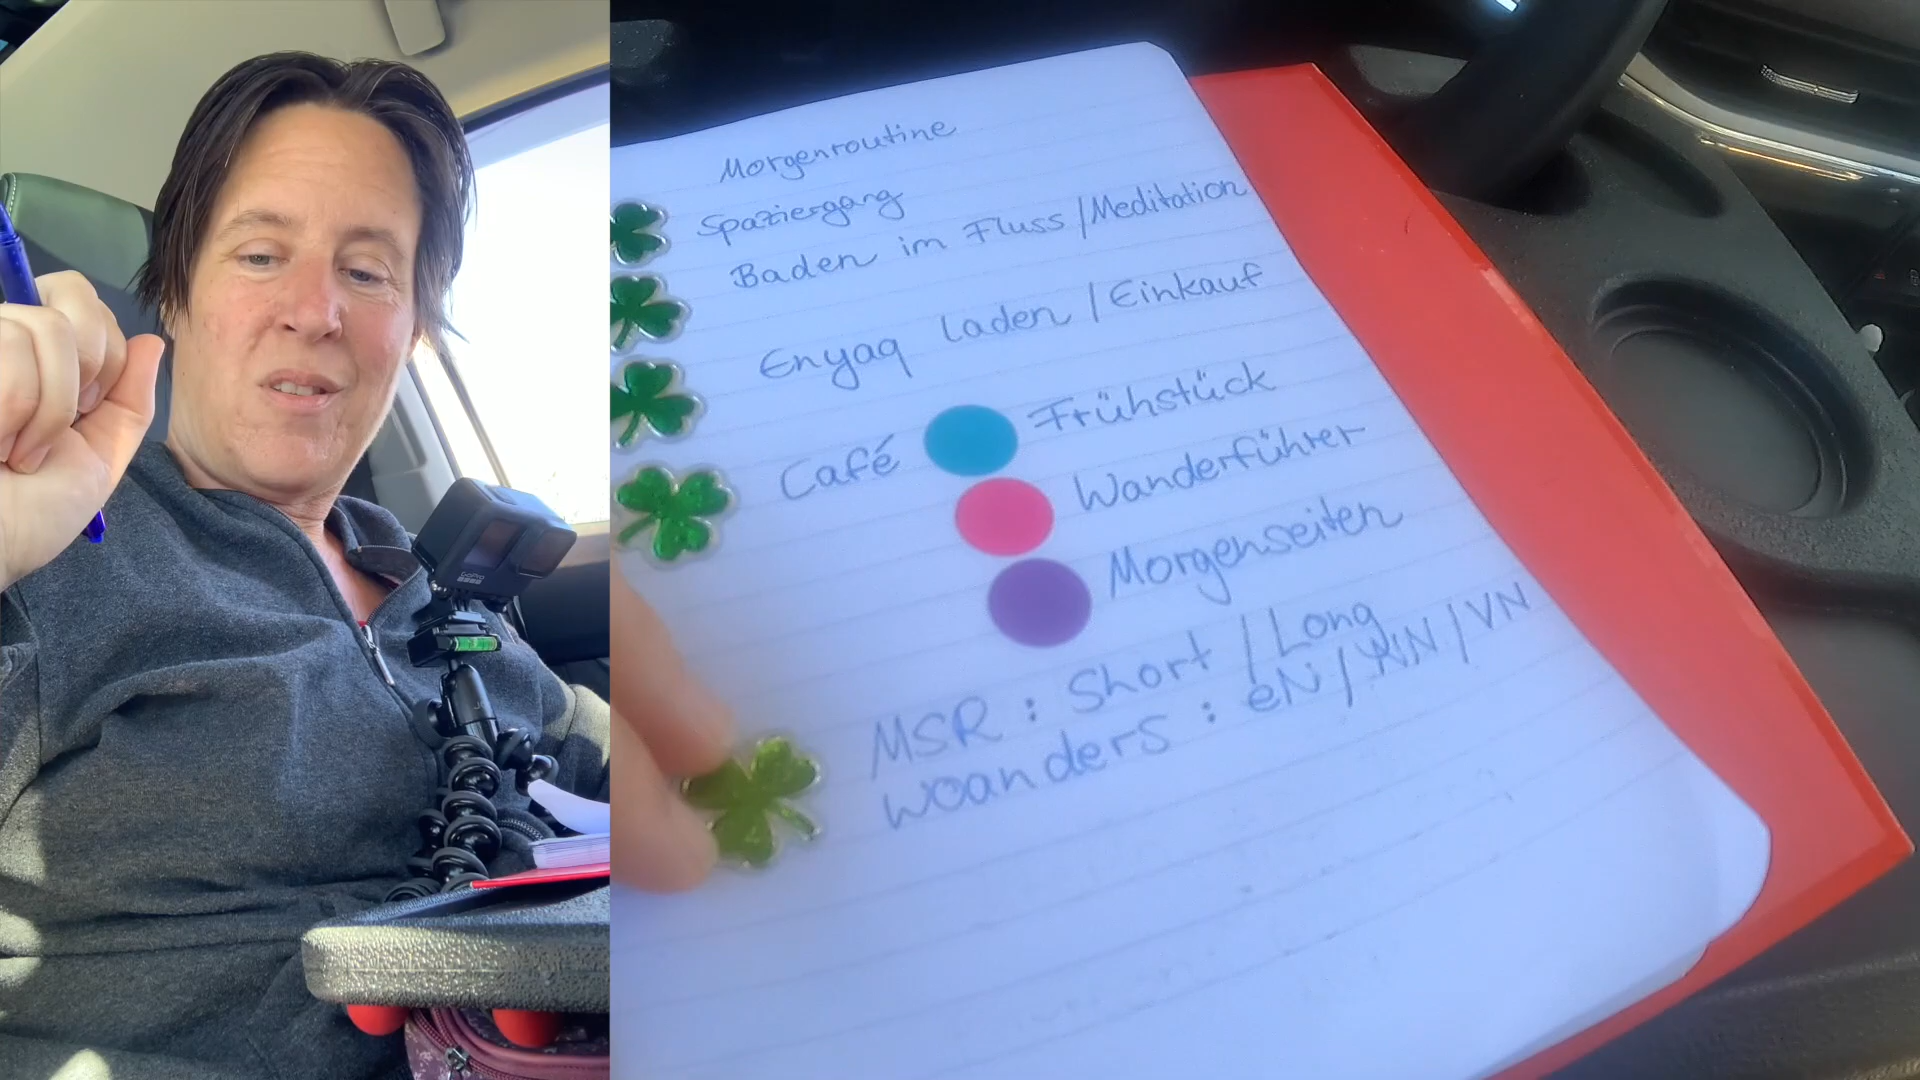 Morgenroutine
Spaziergang
Baden im Fluss / Meditation
Enyaq laden / Einkauf
Café Frühstück
Wanderführer
Morgenseiten
MSR : Short / Long
woanders : eN / / VN
GoPro